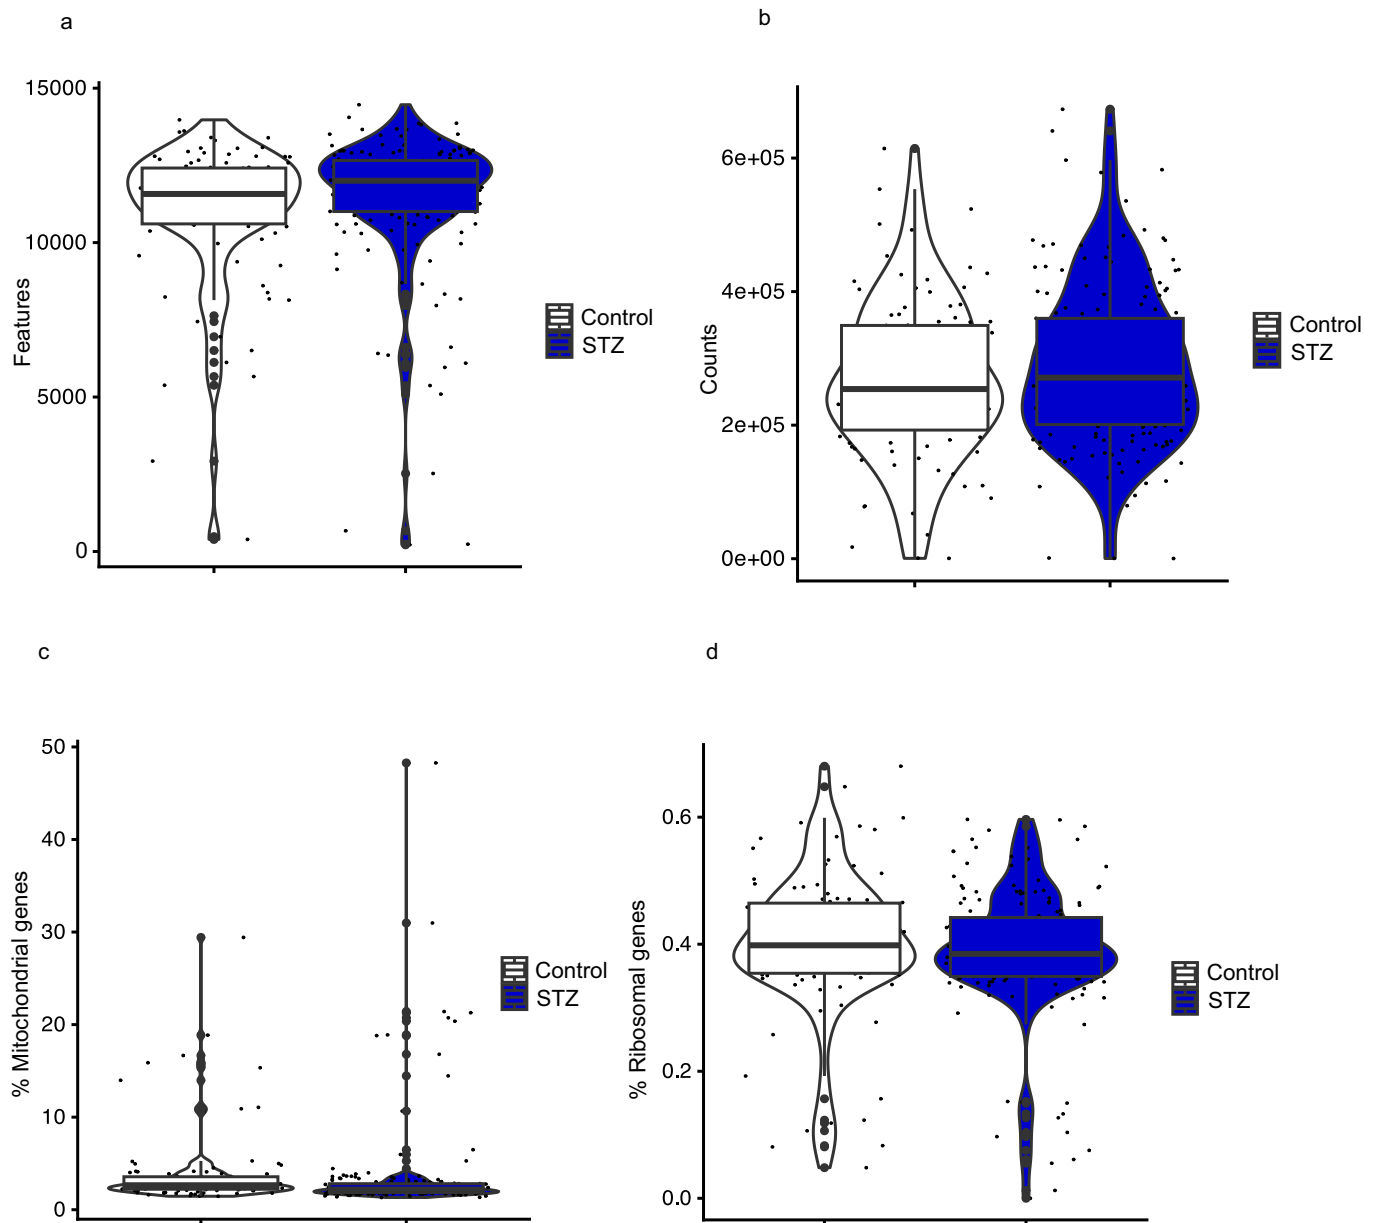 a
b
15000
10000
5000
0
Features
Control
STZ
6e+05
4e+05
2e+05
0e+00
Counts
Control
STZ
c
d
50
40
30
20
10
0
% Mitochondrial genes
Control
STZ
0.6
0.4
0.2
0.0
% Ribosomal genes
Control
STZ